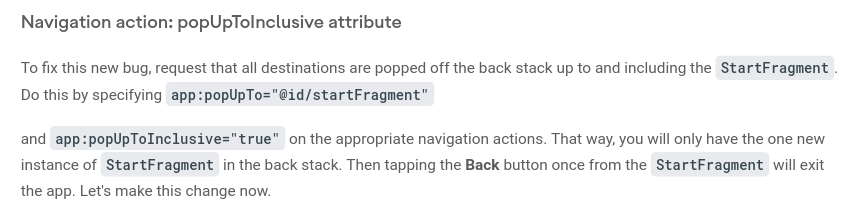 Navigation action: popUpToInclusive attribute
To fix this new bug, request that all destinations are popped off the back stack up to and including the StartFragment.
Do this by specifying app:popUpTo="@id/startFragment"
and app:popUpToInclusive="true" on the appropriate navigation actions. That way, you will only have the one new
instance of StartFragment in the back stack. Then tapping the Back button once from the StartFragment will exit
the app. Let's make this change now.